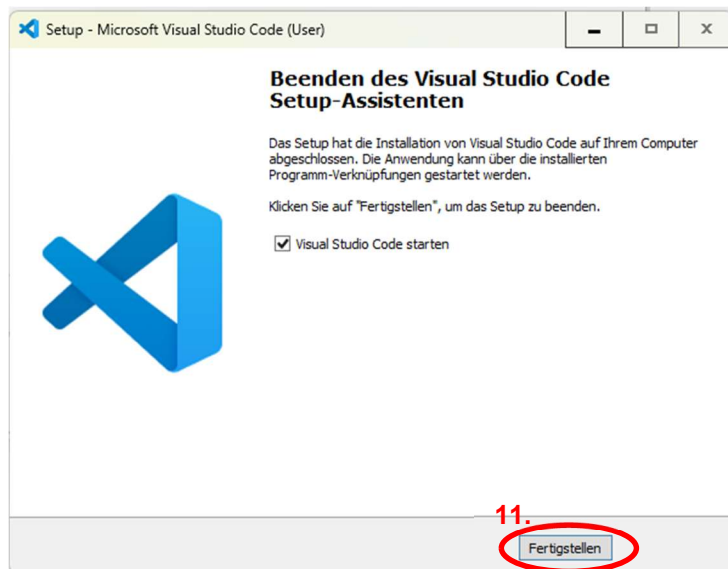 Setup - Microsoft Visual Studio Code (User)
Beenden des Visual Studio Code
Setup-Assistenten
Das Setup hat die Installation von Visual Studio Code auf Ihrem Computer
abgeschlossen. Die Anwendung kann über die installierten
Programm-Verknüpfungen gestartet werden.
Klicken Sie auf "Fertigstellen", um das Setup zu beenden.
Visual Studio Code starten
11.
Fertigstellen